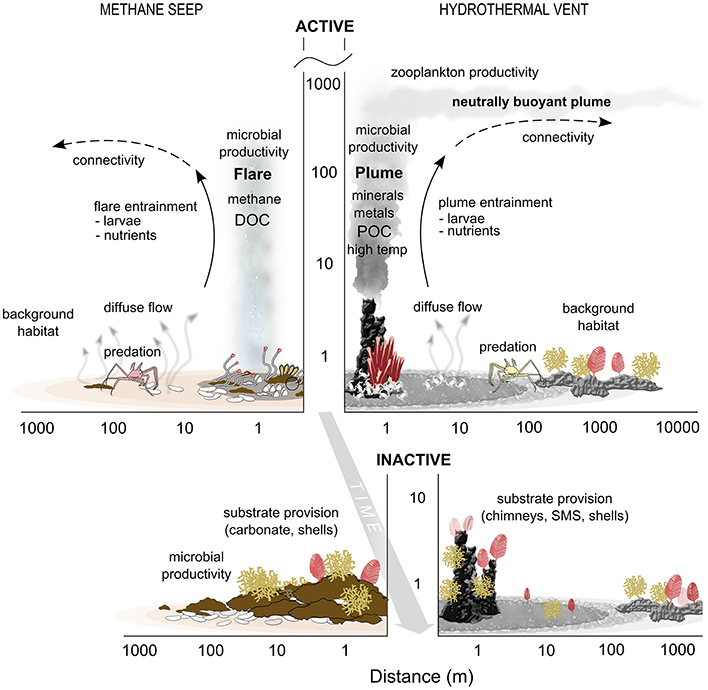 METHANE SEEP
HYDROTHERMAL VENT
ACTIVE
1000
100
10
1
zooplankton productivity
neutrally buoyant plume
connectivity
microbial
productivity
Flare
methane
DOC
connectivity
flare entrainment
- larvae
- nutrients
background
habitat
diffuse flow
predation
microbial
productivity
Plume
minerals
metals
POC
high temp
plume entrainment
- larvae
- nutrients
diffuse flow
predation
background
habitat
1000 100 10 1
1 10 100 1000 10000
TIME
INACTIVE
10
1
substrate provision
(carbonate, shells)
microbial
productivity
substrate provision
(chimneys, SMS, shells)
1000 100 10 1
1 10 100 1000
Distance (m)